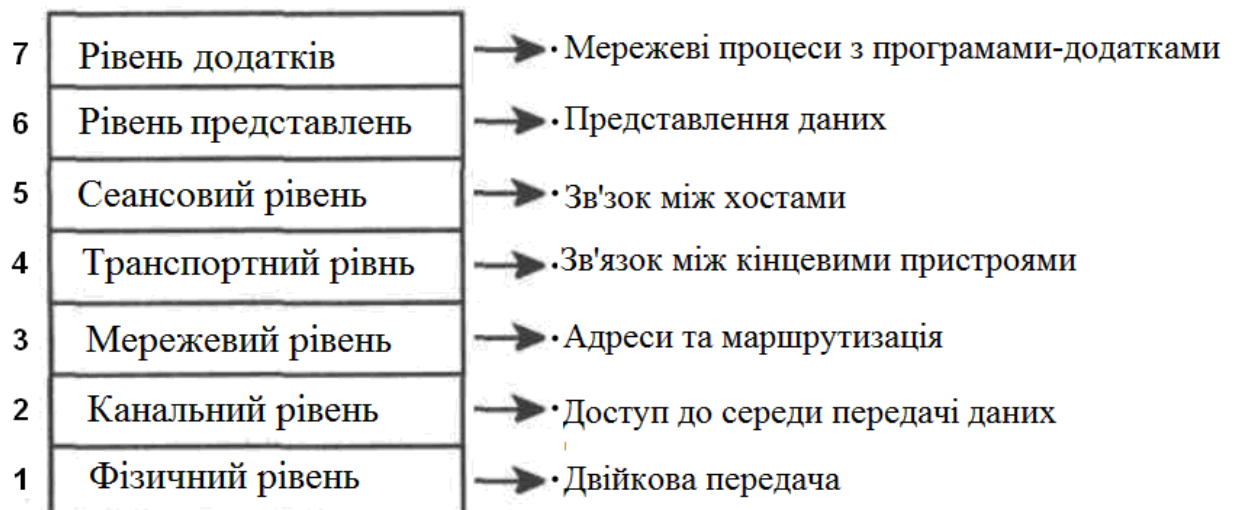 7 Рівень додатків · Мережеві процеси з програмами-додатками
6 Рівень представлень · Представлення даних
5 Сеансовий рівень · Зв'зок між хостами
4 Транспортний рівнь · Зв'язок між кінцевими пристроями
3 Мережевий рівень · Адреси та маршрутизація
2 Канальний рівень · Доступ до середи передачі даних
1 Фізичний рівень · Двійкова передача